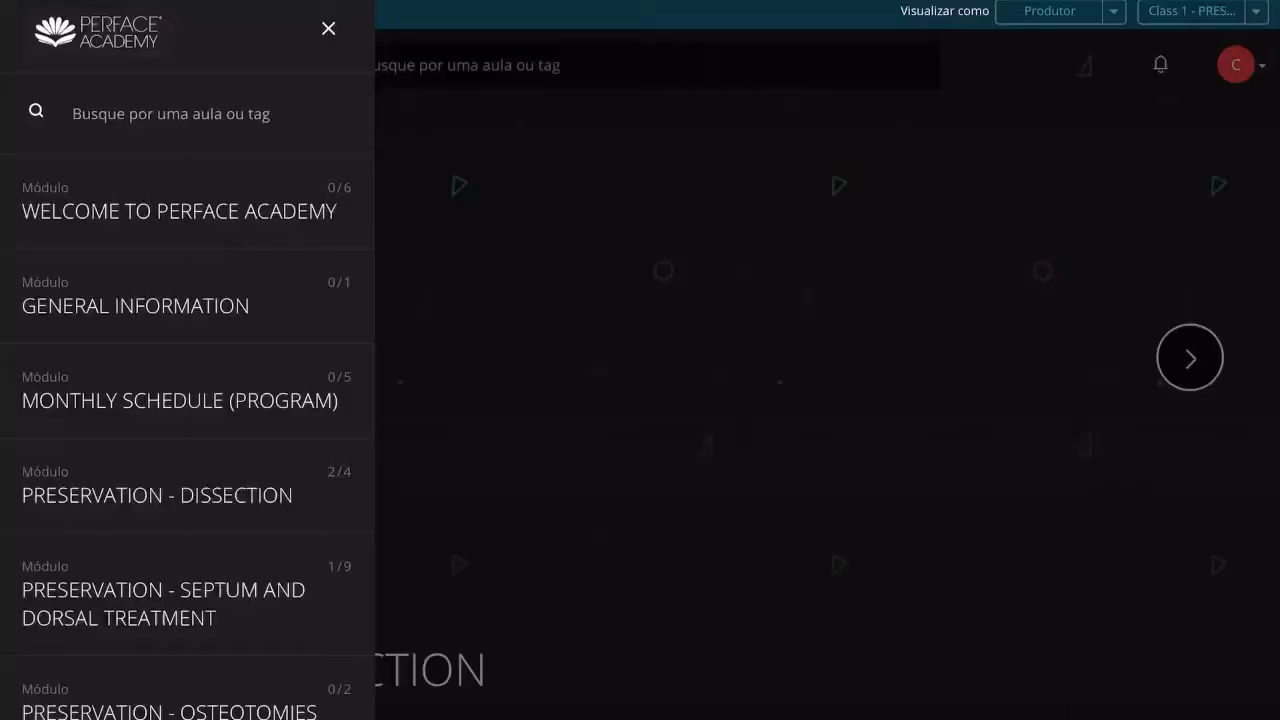 PERFACE®
ACADEMY
Visualizar como
Produtor
Class 1 - PRES...
usque por uma aula ou tag
C
Busque por uma aula ou tag
Módulo 0/6
WELCOME TO PERFACE ACADEMY
Módulo 0/1
GENERAL INFORMATION
Módulo 0/5
MONTHLY SCHEDULE (PROGRAM)
Módulo 2/4
PRESERVATION - DISSECTION
Módulo 1/9
PRESERVATION - SEPTUM AND
DORSAL TREATMENT
Módulo 0/2
PRESERVATION - OSTEOTOMIES
CTION